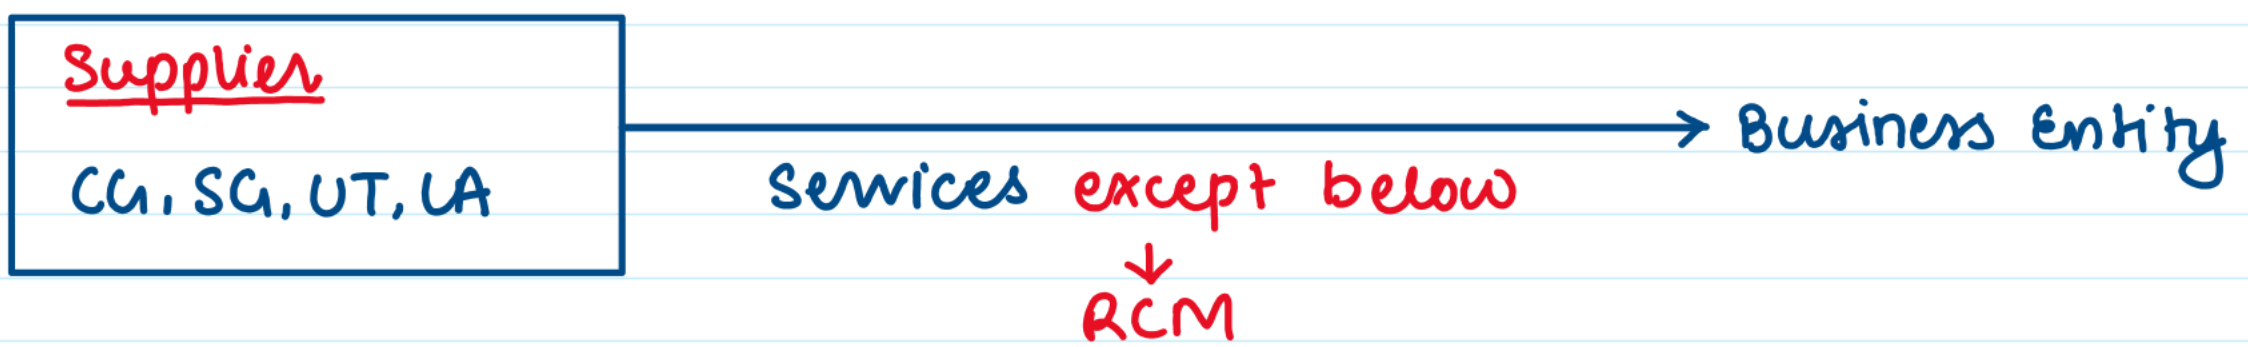 Supplier
CG, SG, UT, LA
Services except below
Business Entity
↓
RCM